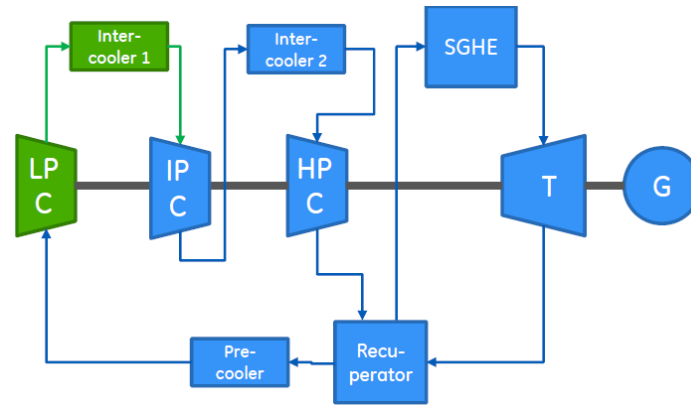 Inter-
cooler 1
Inter-
cooler 2
SGHE
LP
C
IP
C
HP
C
T
G
Pre-
cooler
Recu-
perator